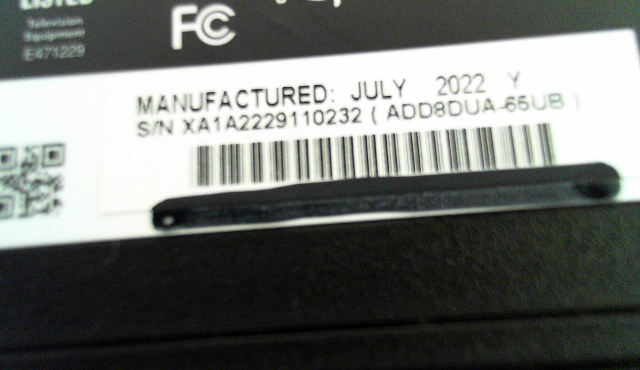 LISTED
Television
Equipment
E471229
FC
MANUFACTURED: JULY 2022 Y
S/N XA1A2229110232 ( ADD8DUA-65UB )